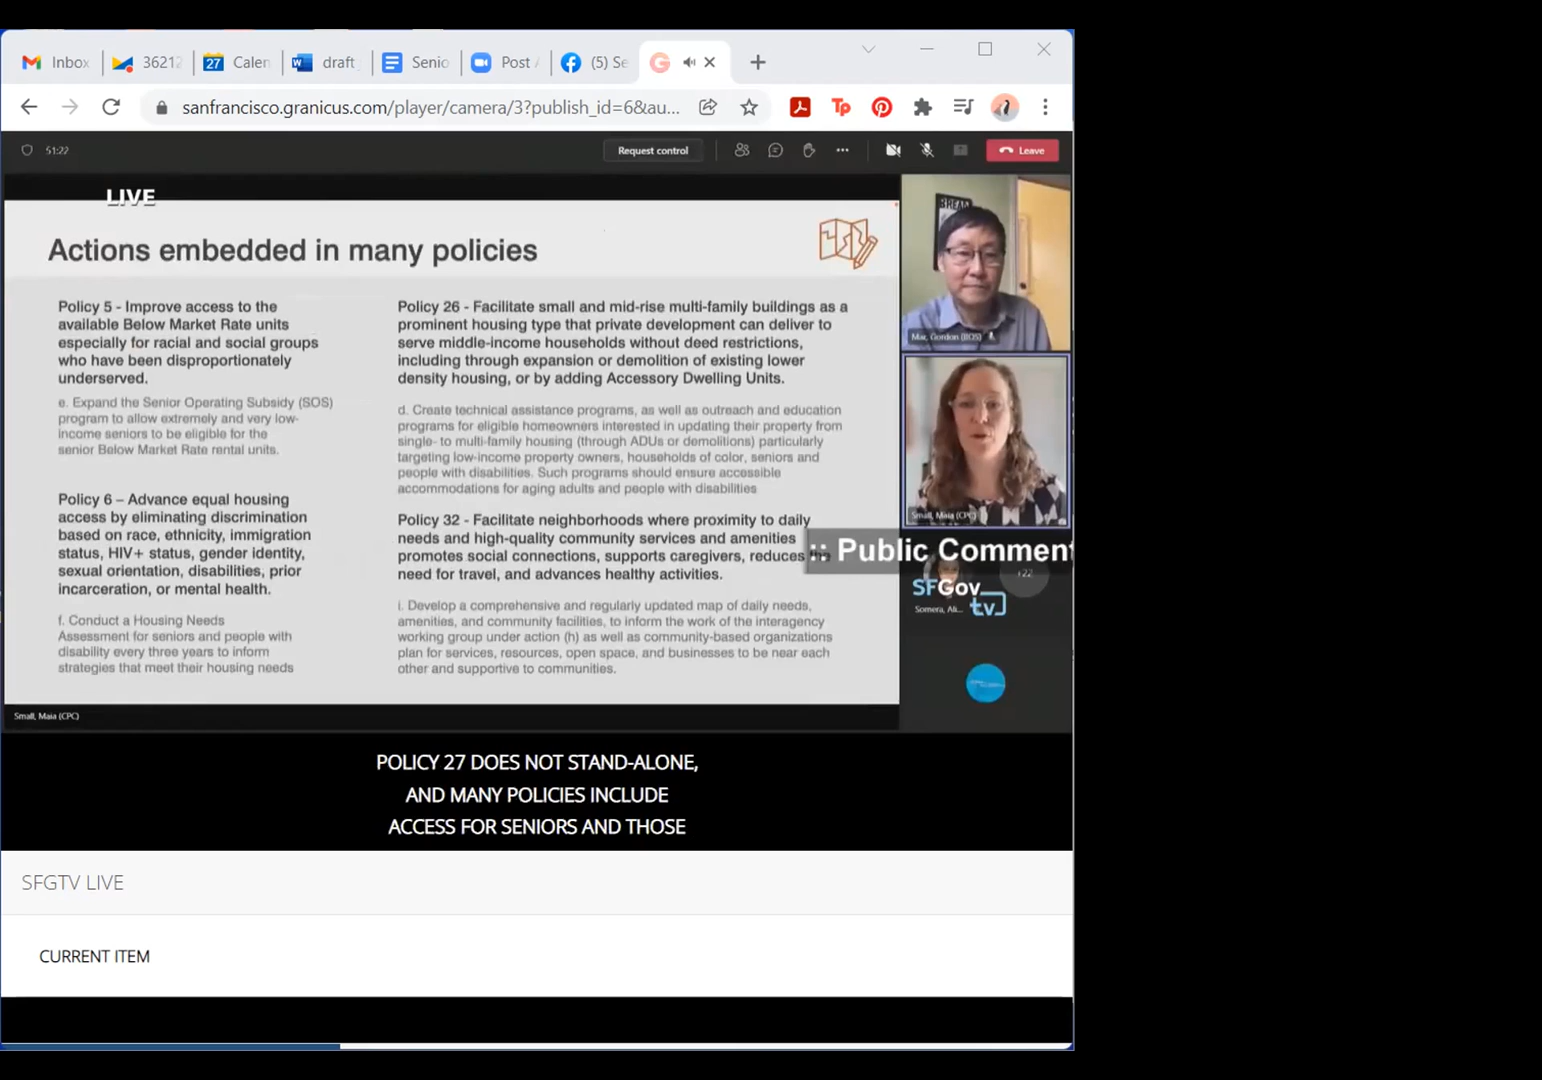 Inbox
36212
27
Calen
draft
Senio
Post A
(5) Se
sanfrancisco.granicus.com/player/camera/3?publish_id=6&au...
Tp
51:22
Request control
Leave
LIVE
Actions embedded in many policies
Policy 5 - Improve access to the
available Below Market Rate units
especially for racial and social groups
who have been disproportionately
underserved.
e. Expand the Senior Operating Subsidy (SOS)
program to allow extremely and very low-
income seniors to be eligible for the
senior Below Market Rate rental units.
Policy 6 – Advance equal housing
access by eliminating discrimination
based on race, ethnicity, immigration
status, HIV+ status, gender identity,
sexual orientation, disabilities, prior
incarceration, or mental health.
f. Conduct a Housing Needs
Assessment for seniors and people with
disability every three years to inform
strategies that meet their housing needs
Policy 26 - Facilitate small and mid-rise multi-family buildings as a
prominent housing type that private development can deliver to
serve middle-income households without deed restrictions,
including through expansion or demolition of existing lower
density housing, or by adding Accessory Dwelling Units.
d. Create technical assistance programs, as well as outreach and education
programs for eligible homeowners interested in updating their property from
single- to multi-family housing (through ADUs or demolitions) particularly
targeting low-income property owners, households of color, seniors and
people with disabilities. Such programs should ensure accessible
accommodations for aging adults and people with disabilities
Policy 32 - Facilitate neighborhoods where proximity to daily
needs and high-quality community services and amenities
promotes social connections, supports caregivers, reduces the
need for travel, and advances healthy activities.
i. Develop a comprehensive and regularly updated map of daily needs,
amenities, and community facilities, to inform the work of the interagency
working group under action (h) as well as community-based organizations
plan for services, resources, open space, and businesses to be near each
other and supportive to communities.
BREAD
Mar, Gordon (BOS)
Small, Maia (CPC)
:: Public Comment
+22
SFGov
tv
Somera, Ali...
Small, Maia (CPC)
POLICY 27 DOES NOT STAND-ALONE,
AND MANY POLICIES INCLUDE
ACCESS FOR SENIORS AND THOSE
SFGTV LIVE
CURRENT ITEM